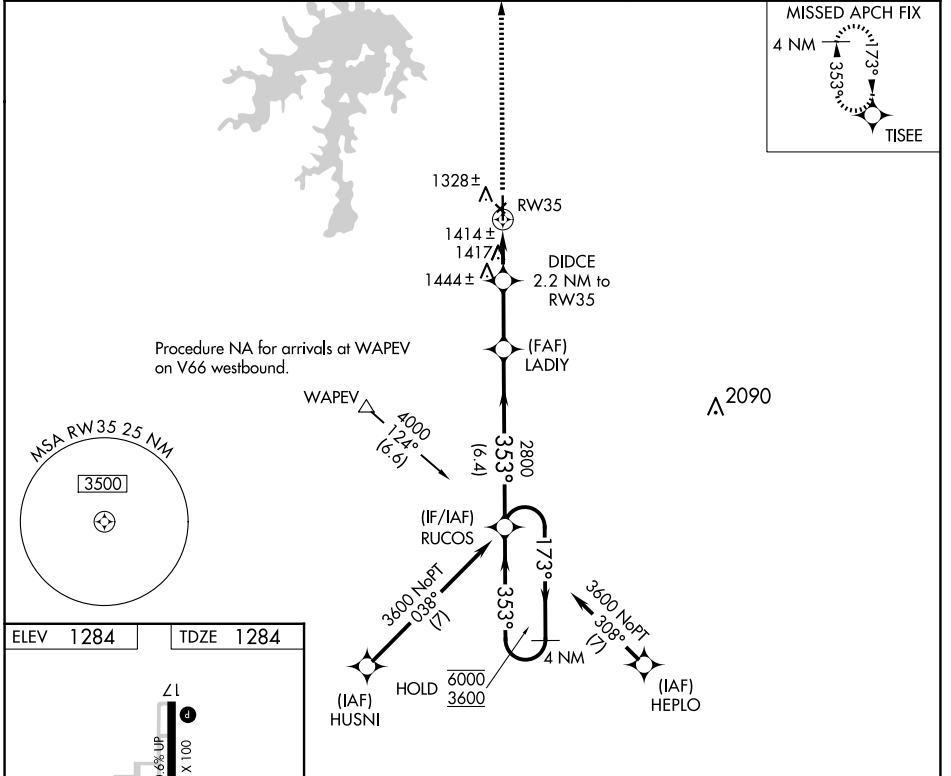 MISSED APCH FIX
4 NM
353°
173°
TISEE
1328±
RW35
1414±
1417
1444±
DIDCE
2.2 NM to
RW35
Procedure NA for arrivals at WAPEV
on V66 westbound.
(FAF)
LADIY
WAPEV
4000
124°
(6.6)
2090
MSA RW35 25 NM
3500
2800
353°
(6.4)
(IF/IAF)
RUCOS
173°
353°
3600 NoPT
038°
(7)
3600 NoPT
308°
(7)
4 NM
HOLD
6000
3600
(IAF)
HUSNI
(IAF)
HEPLO
ELEV 1284
TDZE 1284
17
P
0.6% UP
X 100